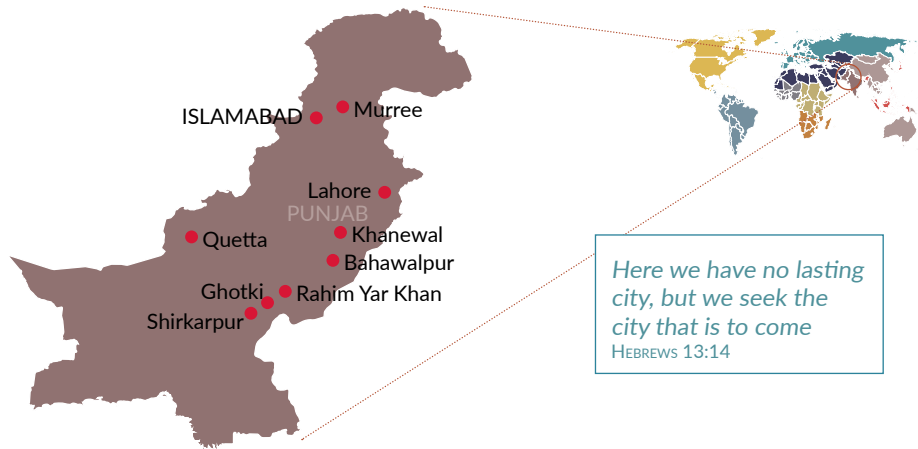 ISLAMABAD
Murree
Lahore
PUNJAB
Khanewal
Quetta
Bahawalpur
Ghotki
Rahim Yar Khan
Shirkarpur
Here we have no lasting
city, but we seek the
city that is to come
HEBREWS 13:14